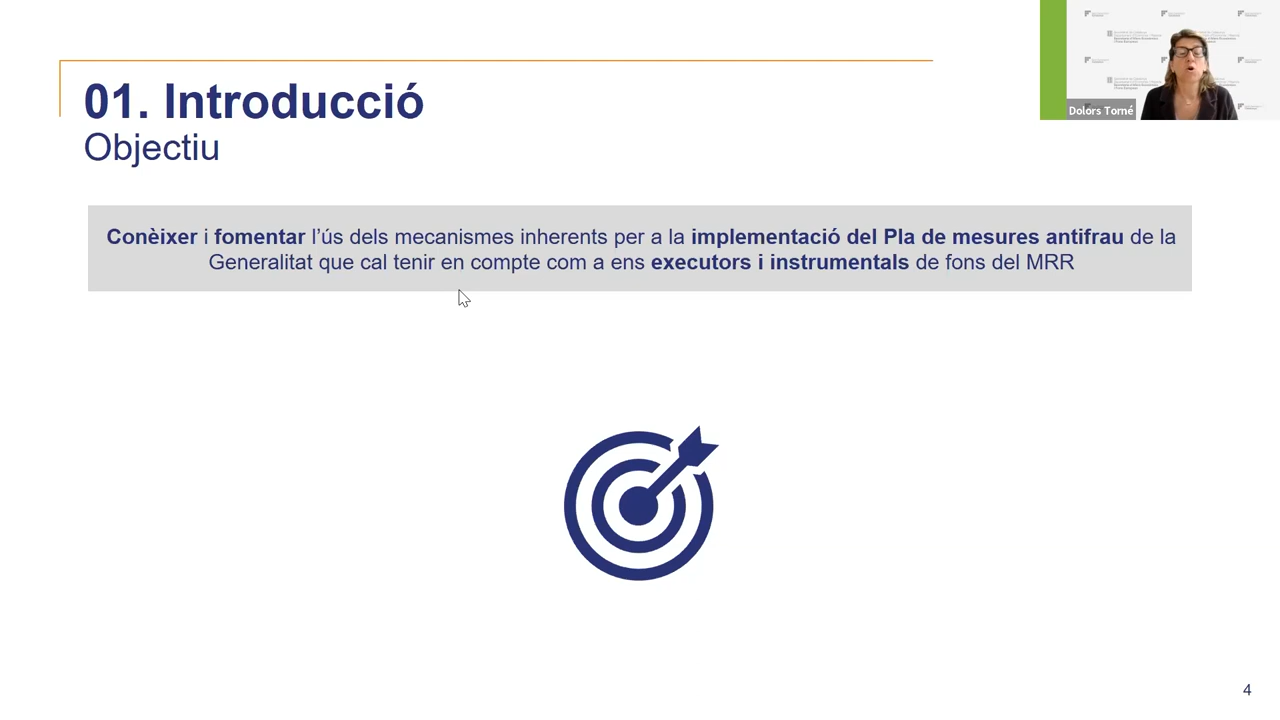 01. Introducció
Objectiu
Conèixer i fomentar l’ús dels mecanismes inherents per a la implementació del Pla de mesures antifrau de la
Generalitat que cal tenir en compte com a ens executors i instrumentals de fons del MRR
Dolors Torné
4